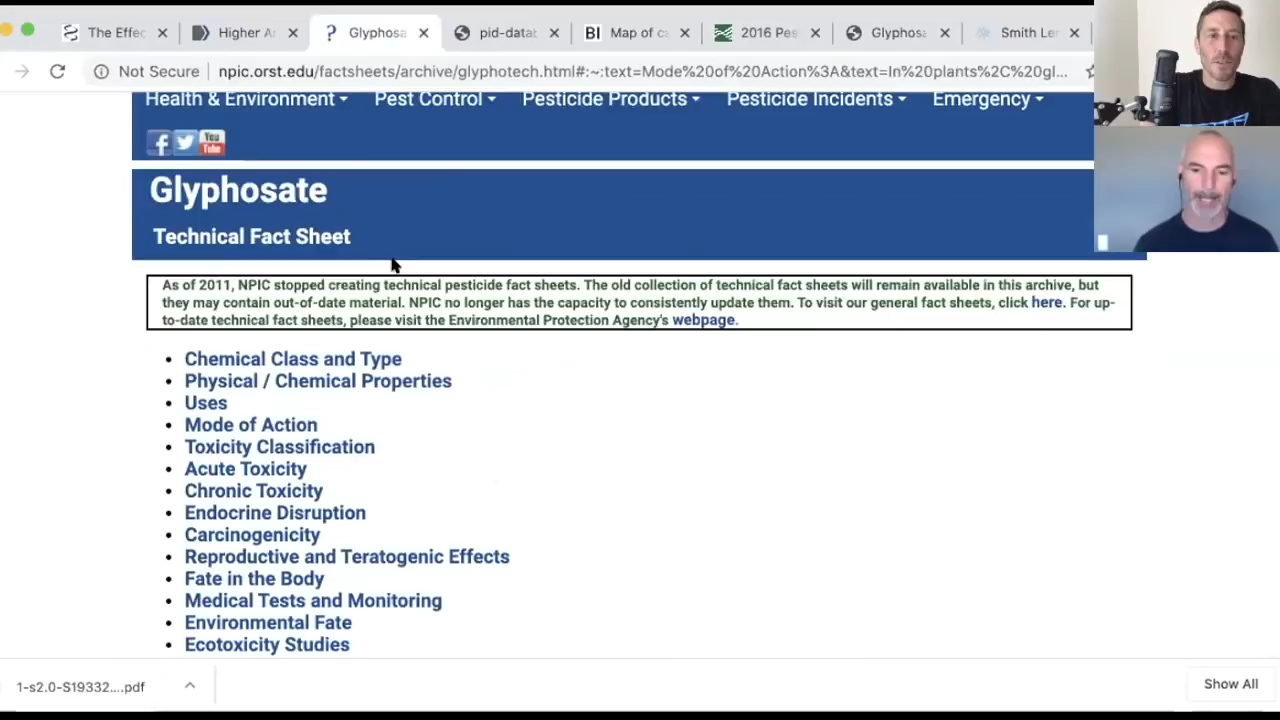 The Effec
Higher Ar
Glyphosa
pid-datab
BI
Map of ca
2016 Pes
Glyphosa
Smith Ler
Not Secure
npic.orst.edu/factsheets/archive/glyphotech.html#:~:text=Mode%20of%20Action%3A&text=In%20plants%2C%20gl...
Health & Environment
Pest Control
Pesticide Products
Pesticide Incidents
Emergency
You
Tube
Glyphosate
Technical Fact Sheet
As of 2011, NPIC stopped creating technical pesticide fact sheets. The old collection of technical fact sheets will remain available in this archive, but
they may contain out-of-date material. NPIC no longer has the capacity to consistently update them. To visit our general fact sheets, click here. For up-
to-date technical fact sheets, please visit the Environmental Protection Agency's webpage.
• Chemical Class and Type
• Physical / Chemical Properties
• Uses
• Mode of Action
• Toxicity Classification
• Acute Toxicity
• Chronic Toxicity
• Endocrine Disruption
• Carcinogenicity
• Reproductive and Teratogenic Effects
• Fate in the Body
• Medical Tests and Monitoring
• Environmental Fate
• Ecotoxicity Studies
1-s2.0-S19332....pdf
Show All